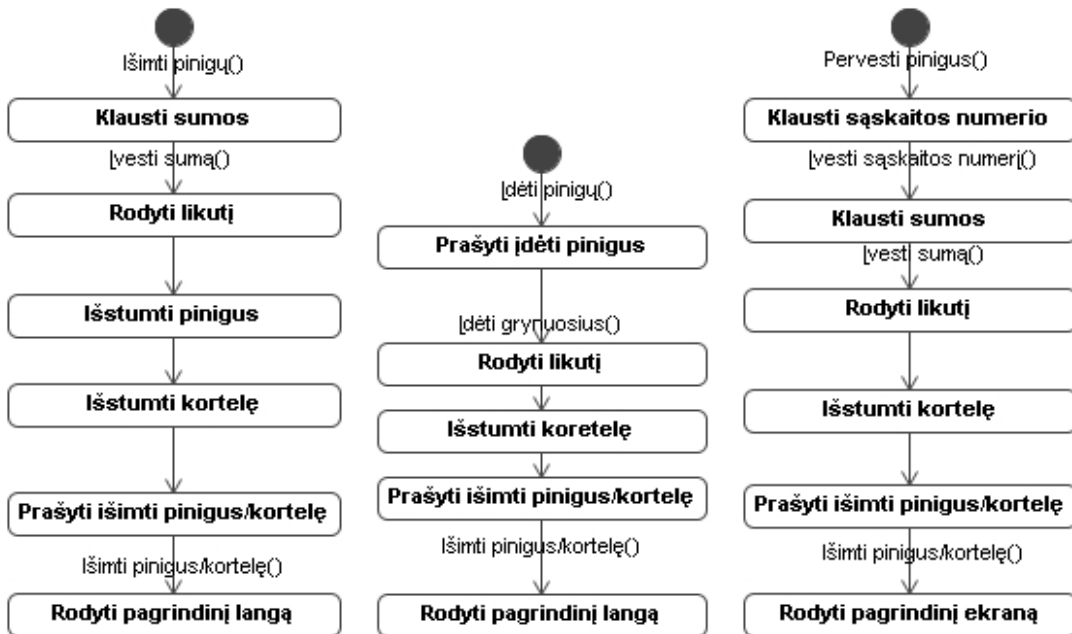 Išimti pinigų()
Klausti sumos
Įvesti sumą()
Rodyti likutį
Išstumti pinigus
Išstumti kortelę
Prašyti išimti pinigus/kortelę
Išimti pinigus/kortelę()
Rodyti pagrindinį langą
Įdėti pinigų()
Prašyti įdėti pinigus
Įdėti grynuosius()
Rodyti likutį
Išstumti koretelę
Prašyti išimti pinigus/kortelę
Išimti pinigus/kortelę()
Rodyti pagrindinį langą
Pervesti pinigus()
Klausti sąskaitos numerio
Įvesti sąskaitos numerį()
Klausti sumos
Įvesti sumą()
Rodyti likutį
Išstumti kortelę
Prašyti išimti pinigus/kortelę
Išimti pinigus/kortelę()
Rodyti pagrindinį ekraną